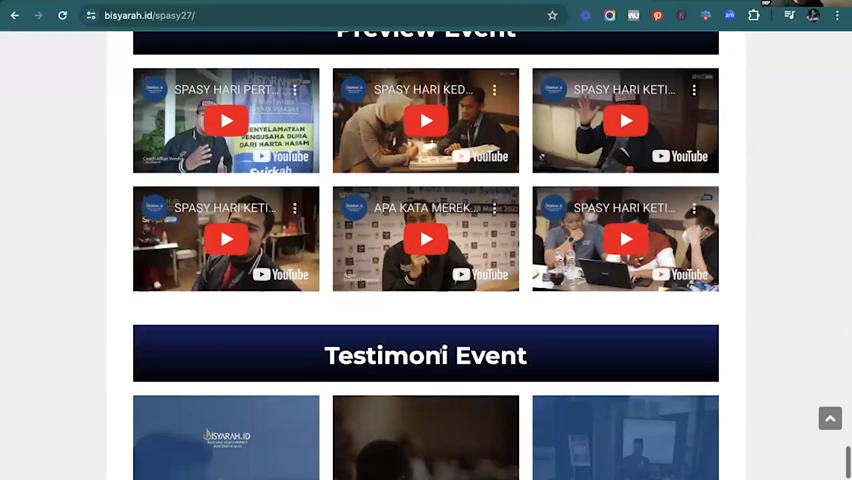 bisyarah.id/spasy27/
Preview Event
SPASY HARI PERT...
SPASY HARI KED...
SPASY HARI KETI...
MENYELAMATKAN
PENGUSAHA DUNIA
DARI HARTA HARAM
Syirkah
YouTube
YouTube
YouTube
SPASY HARI KETI...
APA KATA MEREK...
SPASY HARI KETI...
YouTube
YouTube
YouTube
Testimoni Event
BISYARAH.ID